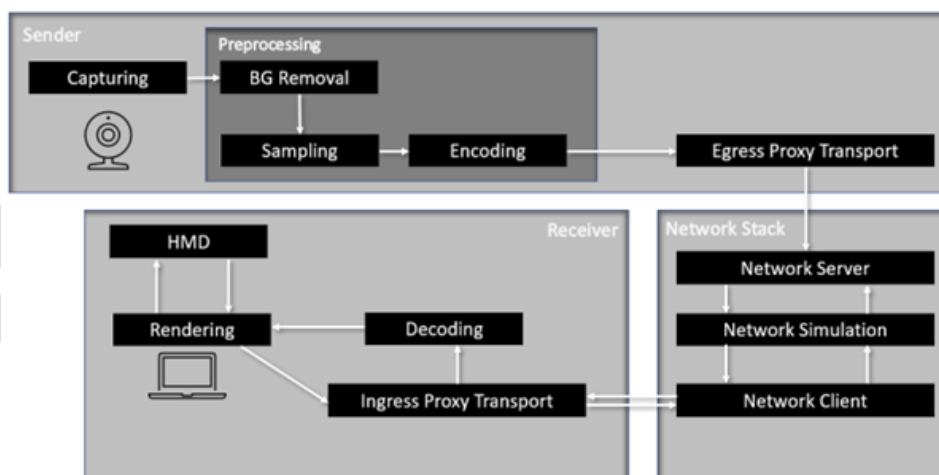 Sender
Preprocessing
Capturing
BG Removal
Sampling
Encoding
Egress Proxy Transport
Receiver
HMD
Rendering
Decoding
Ingress Proxy Transport
Network Stack
Network Server
Network Simulation
Network Client